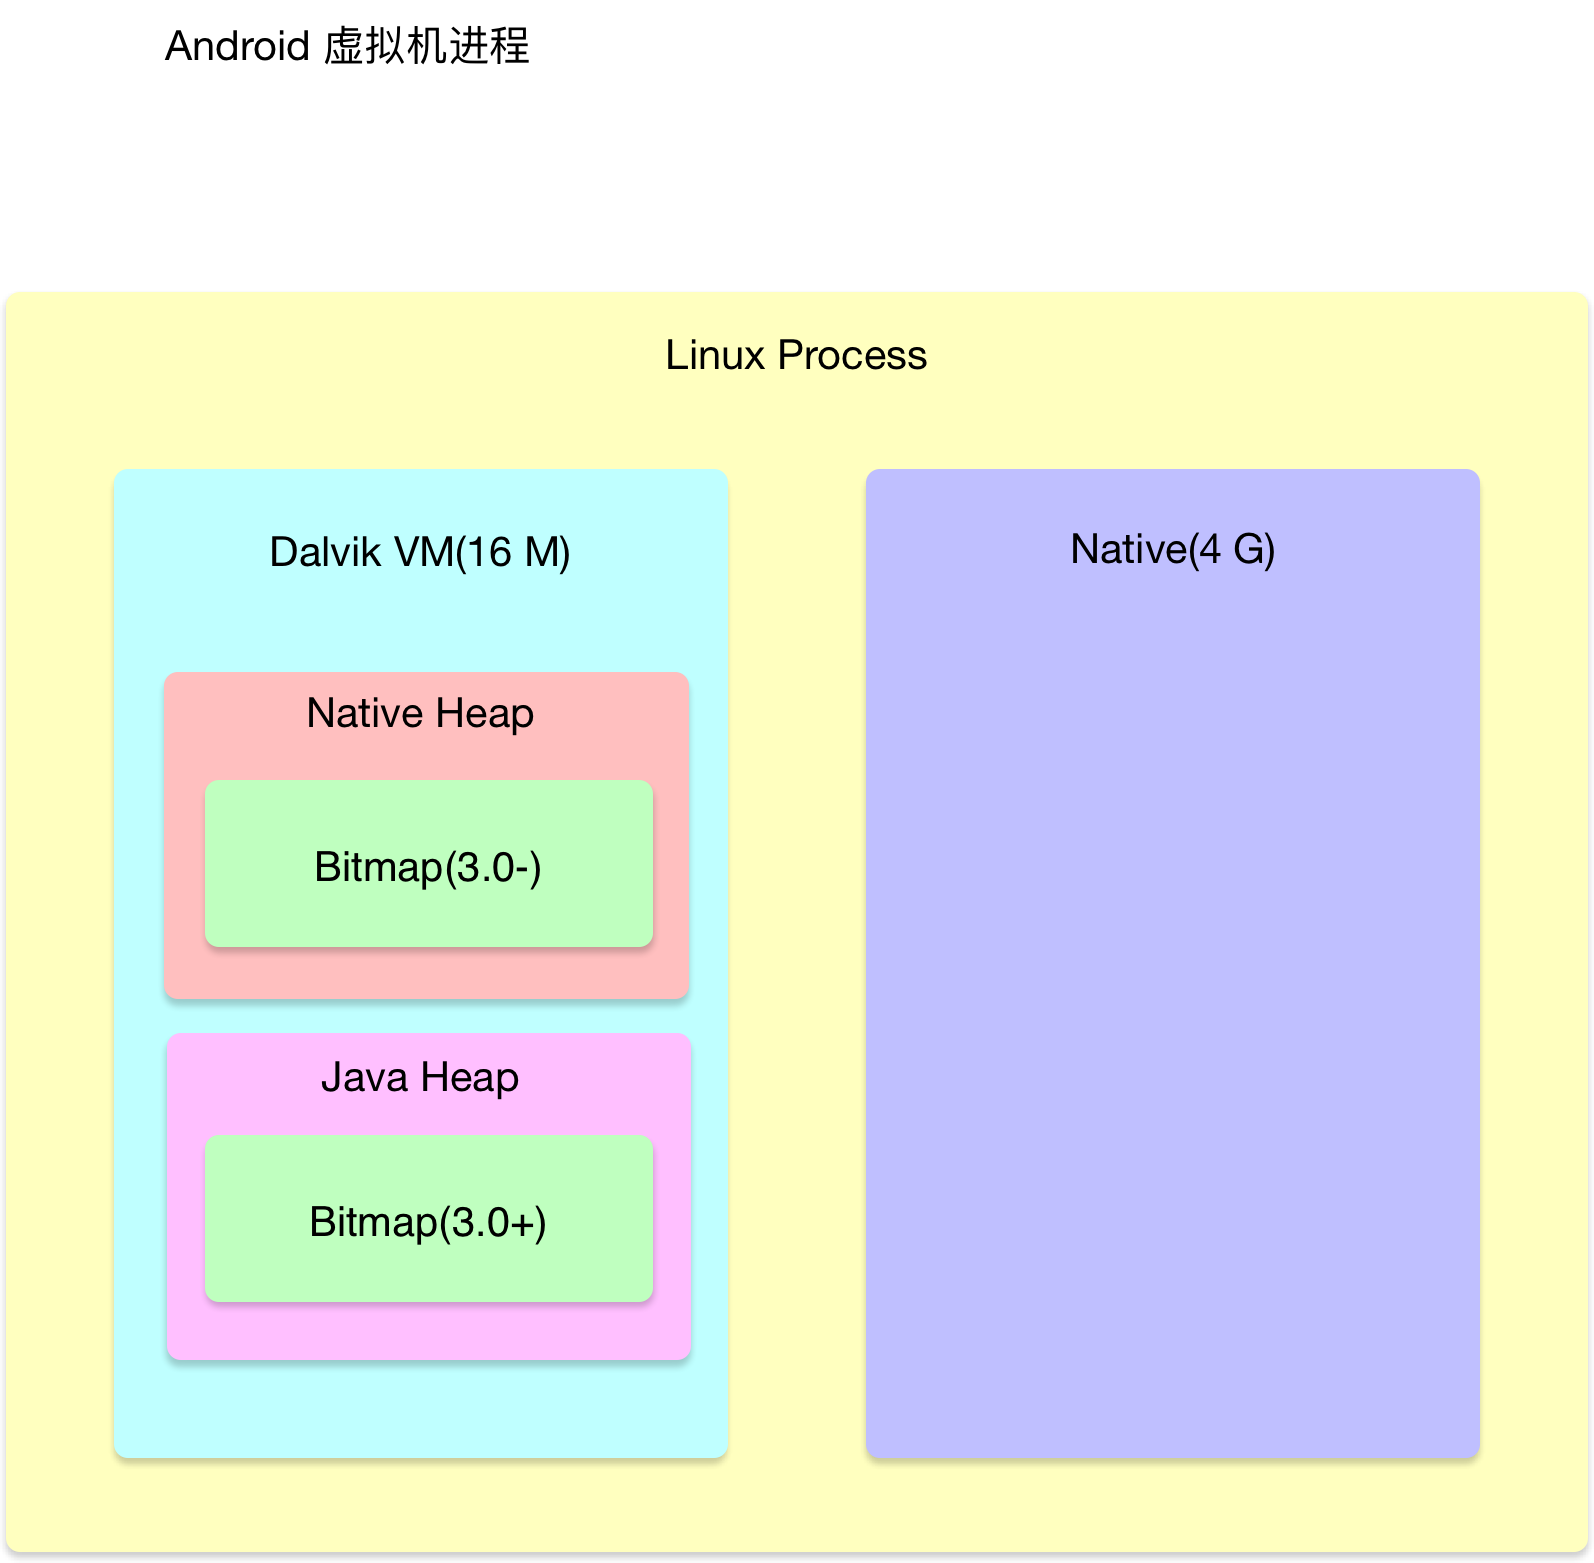 Android 虚拟机进程
Linux Process
Dalvik VM(16 M)
Native Heap
Bitmap(3.0-)
Java Heap
Bitmap(3.0+)
Native(4 G)